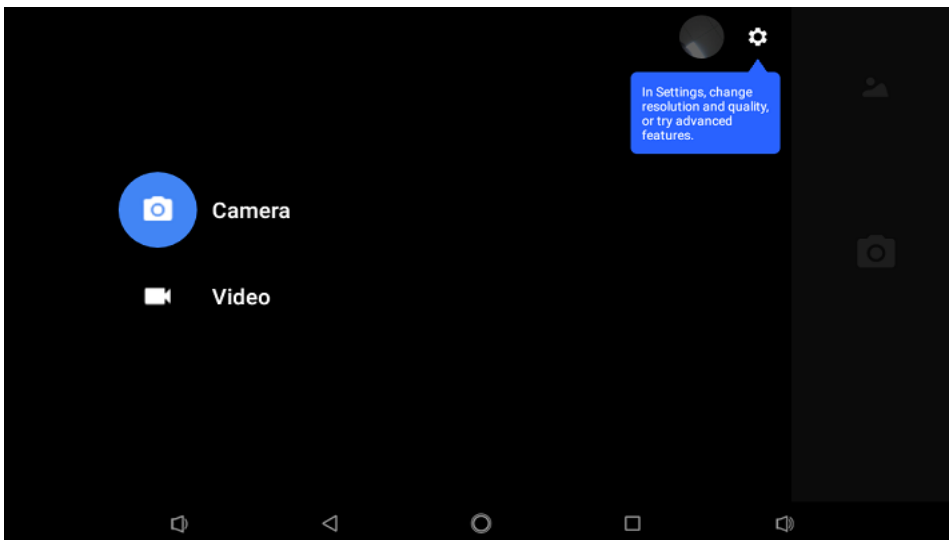 In Settings, change
resolution and quality,
or try advanced
features.
Camera
Video